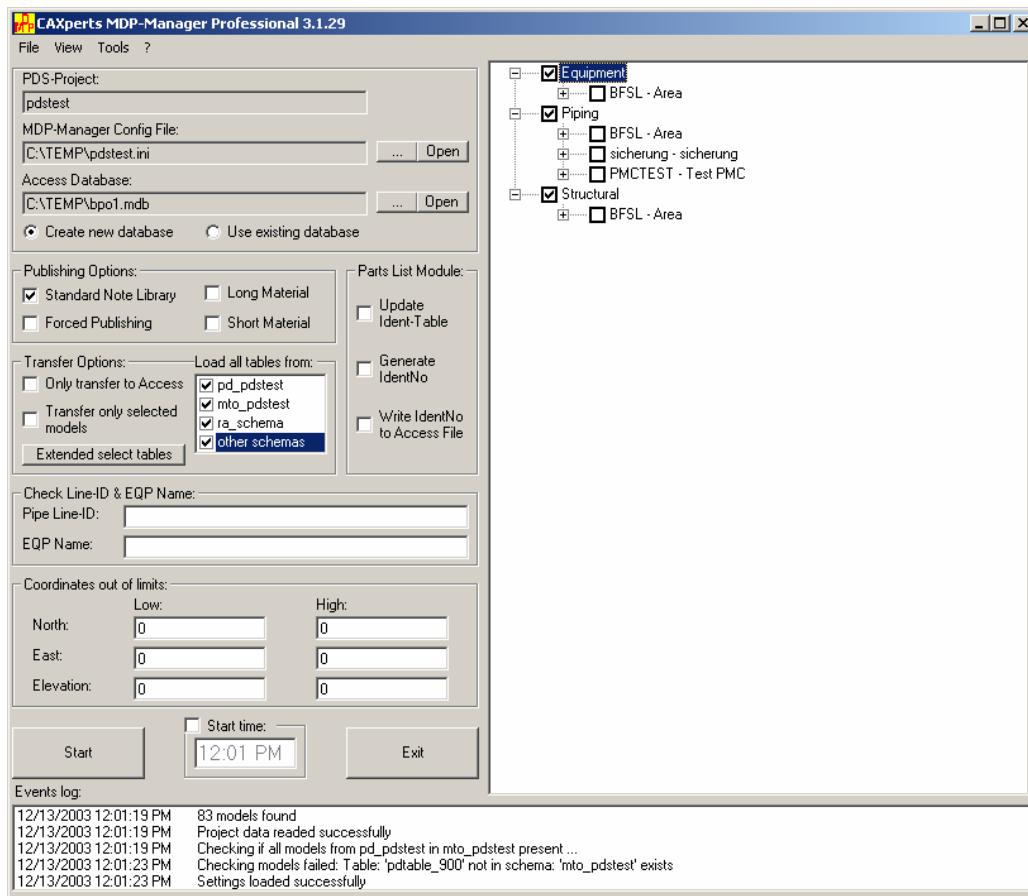 CAXperts MDP-Manager Professional 3.1.29
File View Tools ?
PDS-Project:
pdstest
MDP-Manager Config File:
C:\TEMP\pdstest.ini
... Open
Access Database:
C:\TEMP\bpo1.mdb
... Open
Create new database
Use existing database
Publishing Options:
Standard Note Library
Long Material
Forced Publishing
Short Material
Parts List Module:
Update
Ident-Table
Generate
IdentNo
Write IdentNo
to Access File
Transfer Options:
Only transfer to Access
Transfer only selected
models
Extended select tables
Load all tables from:
pd_pdstest
mto_pdstest
ra_schema
other schemas
Check Line-ID & EQP Name:
Pipe Line-ID:
EQP Name:
Coordinates out of limits:
Low: High:
North: 0 0
East: 0 0
Elevation: 0 0
Start
Start time:
12:01 PM
Exit
Equipment
BFSL - Area
Piping
BFSL - Area
sicherung - sicherung
PMCTEST - Test PMC
Structural
BFSL - Area
Events log:
12/13/2003 12:01:19 PM 83 models found
12/13/2003 12:01:19 PM Project data readed successfully
12/13/2003 12:01:19 PM Checking if all models from pd_pdstest in mto_pdstest present ...
12/13/2003 12:01:23 PM Checking models failed: Table: 'pdtable_900' not in schema: 'mto_pdstest' exists
12/13/2003 12:01:23 PM Settings loaded successfully